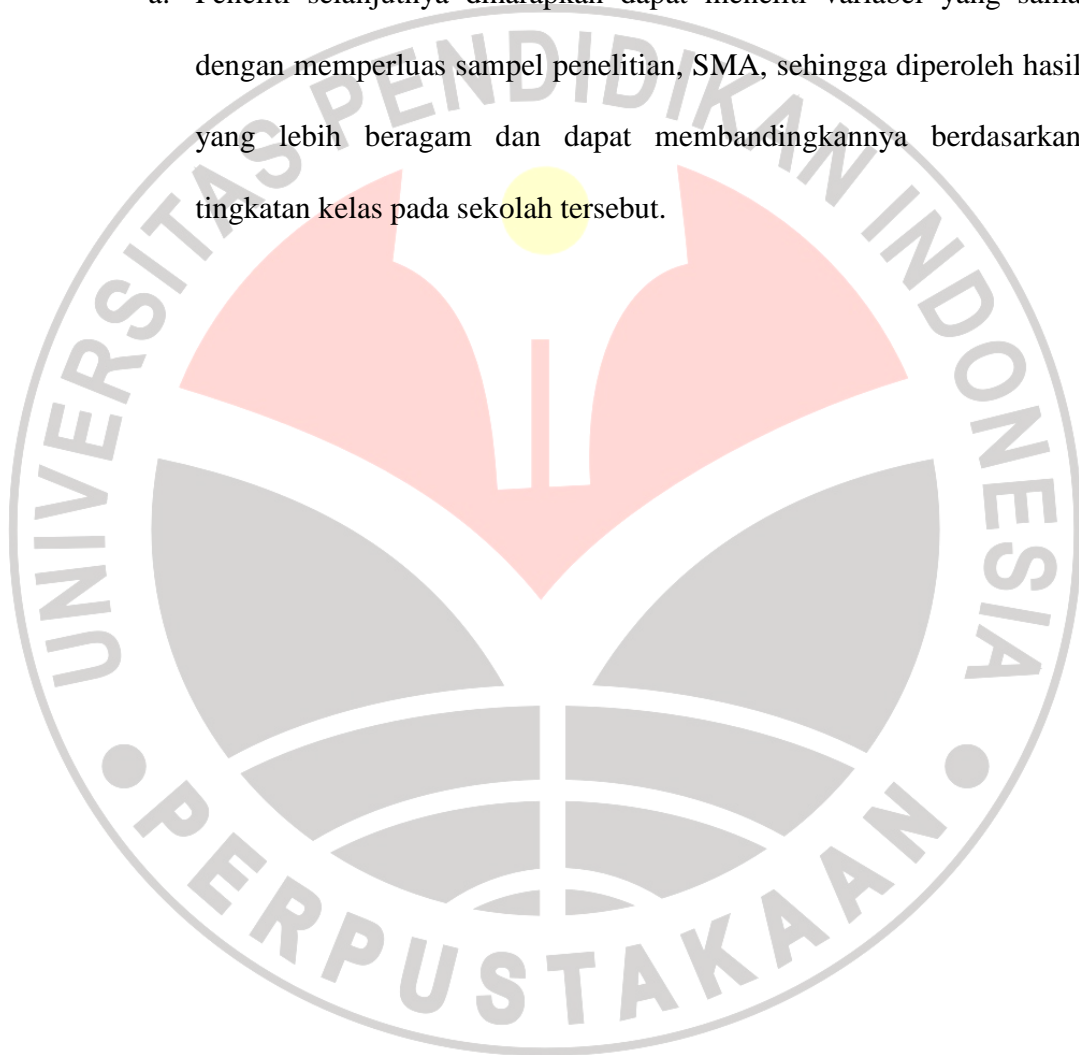 a. Peneliti selanjutnya diharapkan dapat meneliti variabel yang sama
dengan memperluas sampel penelitian, SMA, sehingga diperoleh hasil
yang lebih beragam dan dapat membandingkannya berdasarkan
tingkatan kelas pada sekolah tersebut.
UNIVERSITAS PENDIDIKAN INDONESIA
PERPUSTAKAAN